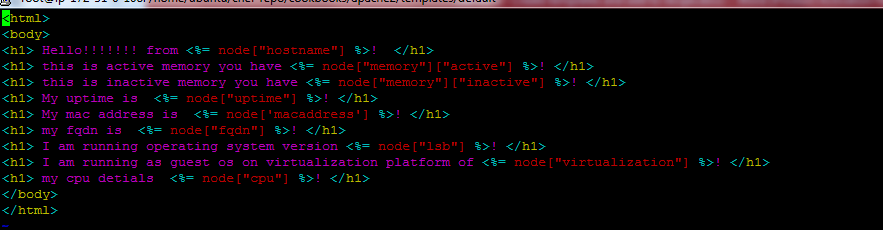 <html>
<body>
<h1> Hello!!!!!!! from <%= node["hostname"] %>!  </h1>
<h1> this is active memory you have <%= node["memory"]["active"] %>! </h1>
<h1> this is inactive memory you have <%= node["memory"]["inactive"] %>! </h1>
<h1> My uptime is  <%= node["uptime"] %>! </h1>
<h1> My mac address is  <%= node['macaddress'] %>! </h1>
<h1> my fqdn is  <%= node["fqdn"] %>! </h1>
<h1> I am running operating system version <%= node["lsb"] %>! </h1>
<h1> I am running as guest os on virtualization platform of <%= node["virtualization"] %>! </h1>
<h1> my cpu detials  <%= node["cpu"] %>! </h1>
</body>
</html>
~